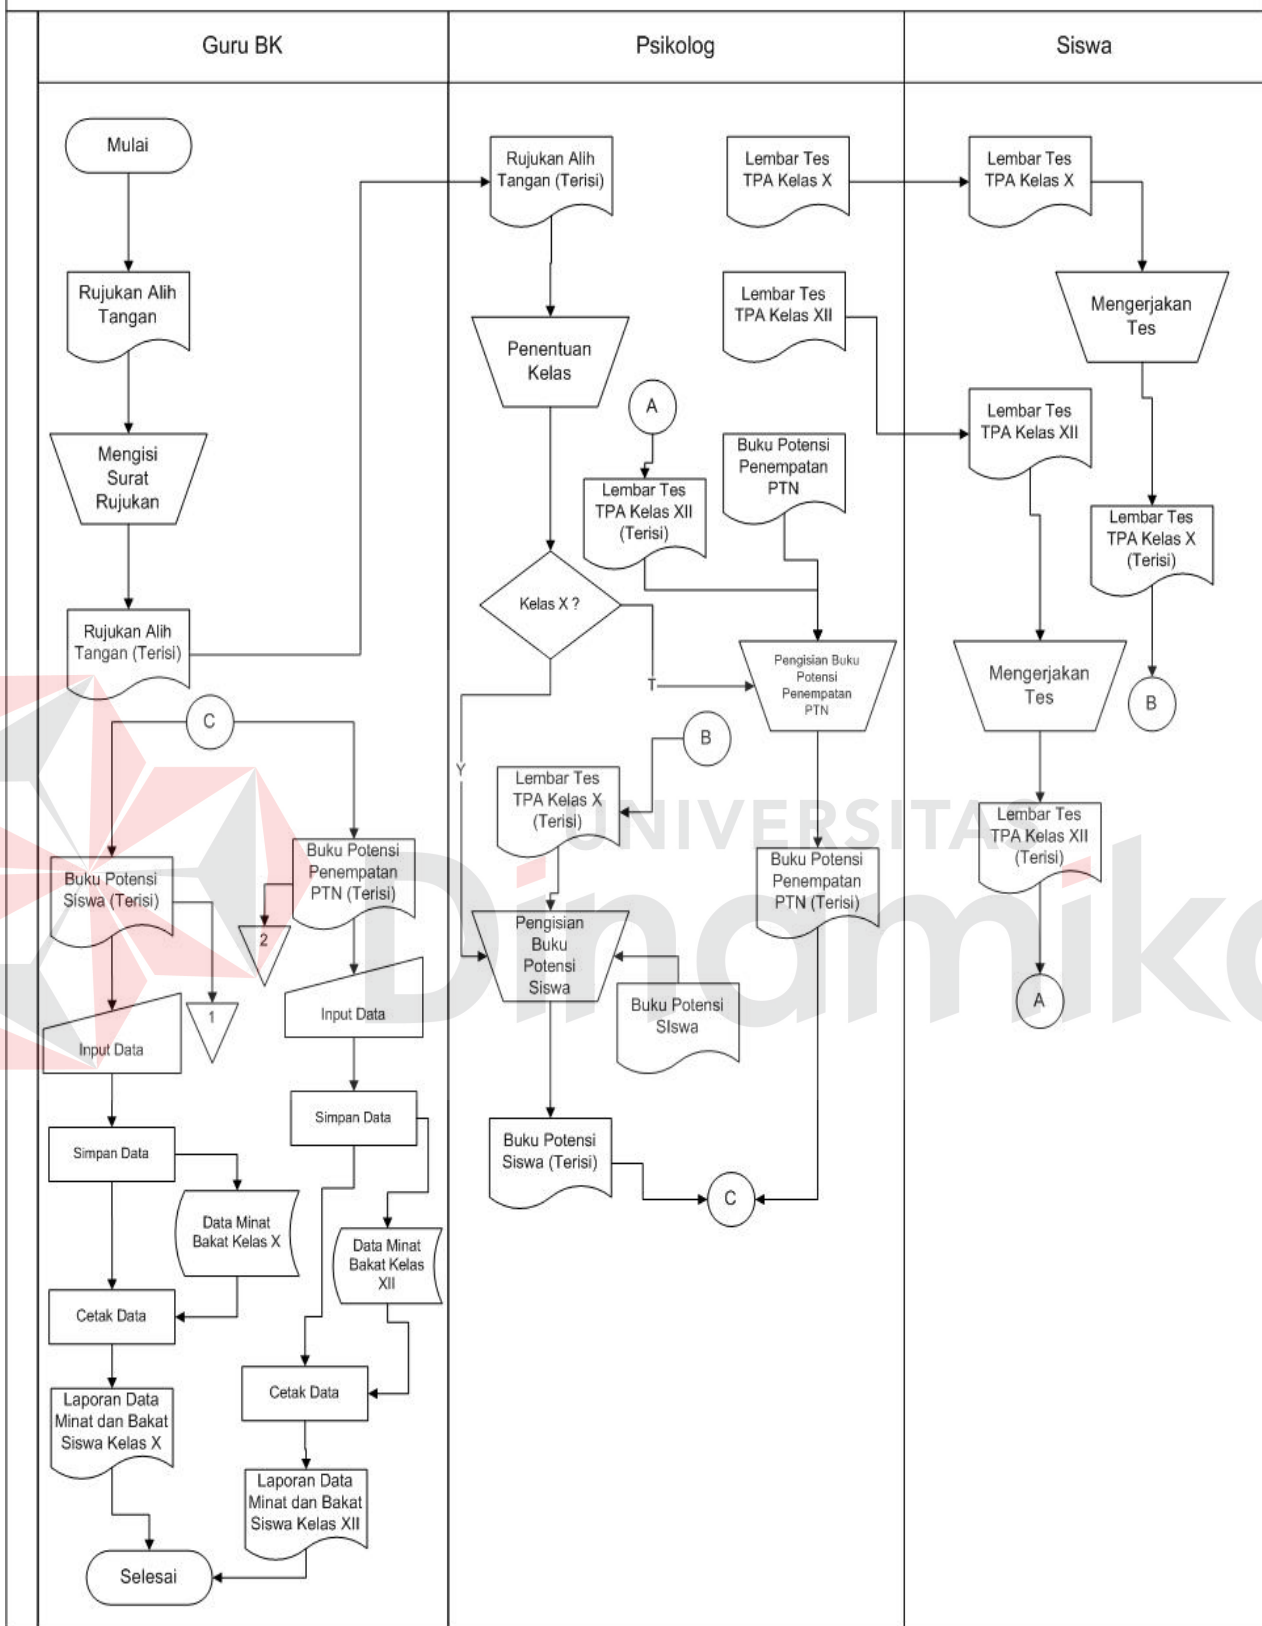 Guru BK
Psikolog
Siswa
Mulai
Rujukan Alih
Tangan
Mengisi
Surat
Rujukan
Rujukan Alih
Tangan (Terisi)
C
Buku Potensi
Siswa (Terisi)
1
Input Data
Simpan Data
Data Minat
Bakat Kelas X
Cetak Data
Laporan Data
Minat dan Bakat
Siswa Kelas X
Buku Potensi
Penempatan
PTN (Terisi)
2
Input Data
Simpan Data
Data Minat
Bakat Kelas
XII
Cetak Data
Laporan Data
Minat dan Bakat
Siswa Kelas XII
Selesai
Rujukan Alih
Tangan (Terisi)
Penentuan
Kelas
Kelas X ?
T
Y
A
Lembar Tes
TPA Kelas XII
(Terisi)
Lembar Tes
TPA Kelas X
Lembar Tes
TPA Kelas XII
Buku Potensi
Penempatan
PTN
Pengisian Buku
Potensi
Penempatan
PTN
B
Lembar Tes
TPA Kelas X
(Terisi)
Pengisian
Buku
Potensi
Siswa
Buku Potensi
SIswa
Buku Potensi
Penempatan
PTN (Terisi)
Buku Potensi
Siswa (Terisi)
C
Lembar Tes
TPA Kelas X
Mengerjakan
Tes
Lembar Tes
TPA Kelas XII
Lembar Tes
TPA Kelas X
(Terisi)
Mengerjakan
Tes
B
Lembar Tes
TPA Kelas XII
(Terisi)
A
UNIVERSITAS
Dinamika